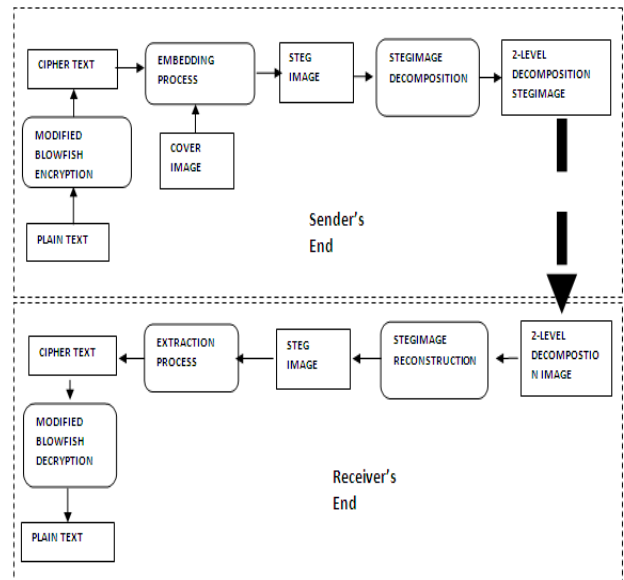 CIPHER TEXT
EMBEDDING
PROCESS
STEG
IMAGE
STEGIMAGE
DECOMPOSITION
2-LEVEL
DECOMPOSITION
STEGIMAGE
MODIFIED
BLOWFISH
ENCRYPTION
COVER
IMAGE
PLAIN TEXT
Sender's
End
CIPHER TEXT
EXTRACTION
PROCESS
STEG
IMAGE
STEGIMAGE
RECONSTRUCTION
2-LEVEL
DECOMPOSTIO
N IMAGE
MODIFIED
BLOWFISH
DECRYPTION
PLAIN TEXT
Receiver's
End